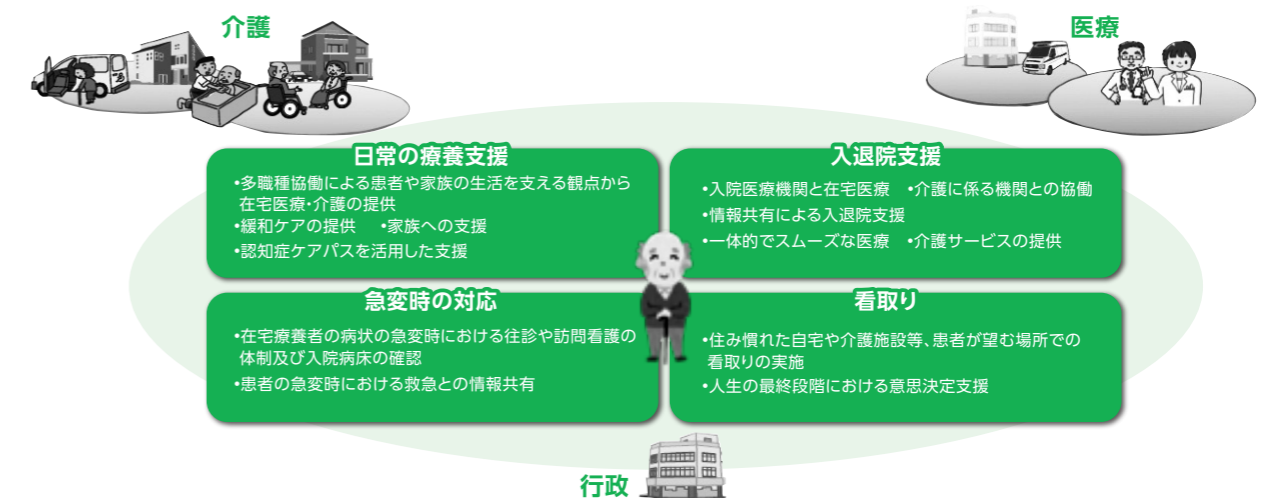 介護
医療
日常の療養支援
•多職種協働による患者や家族の生活を支える観点から
在宅医療・介護の提供
•緩和ケアの提供 •家族への支援
•認知症ケアパスを活用した支援
入退院支援
•入院医療機関と在宅医療 •介護に係る機関との協働
•情報共有による入退院支援
•一体的でスムーズな医療 •介護サービスの提供
急変時の対応
•在宅療養者の病状の急変時における往診や訪問看護の
体制及び入院病床の確認
•患者の急変時における救急との情報共有
看取り
•住み慣れた自宅や介護施設等、患者が望む場所での
看取りの実施
•人生の最終段階における意思決定支援
行政